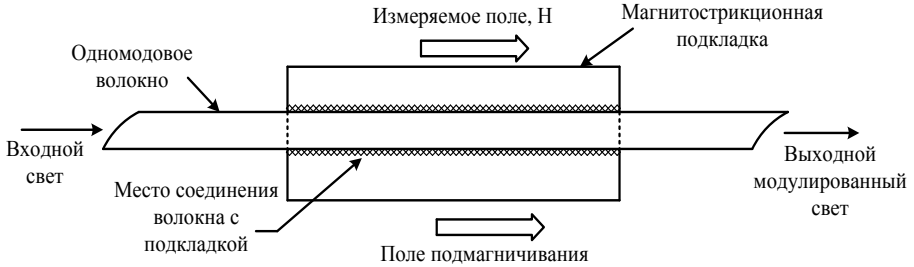 Измеряемое поле, Н
Магнитострикционная
подкладка
Одномодовое
волокно
Входной
свет
Выходной
модулированный
свет
Место соединения
волокна с
подкладкой
Поле подмагничивания